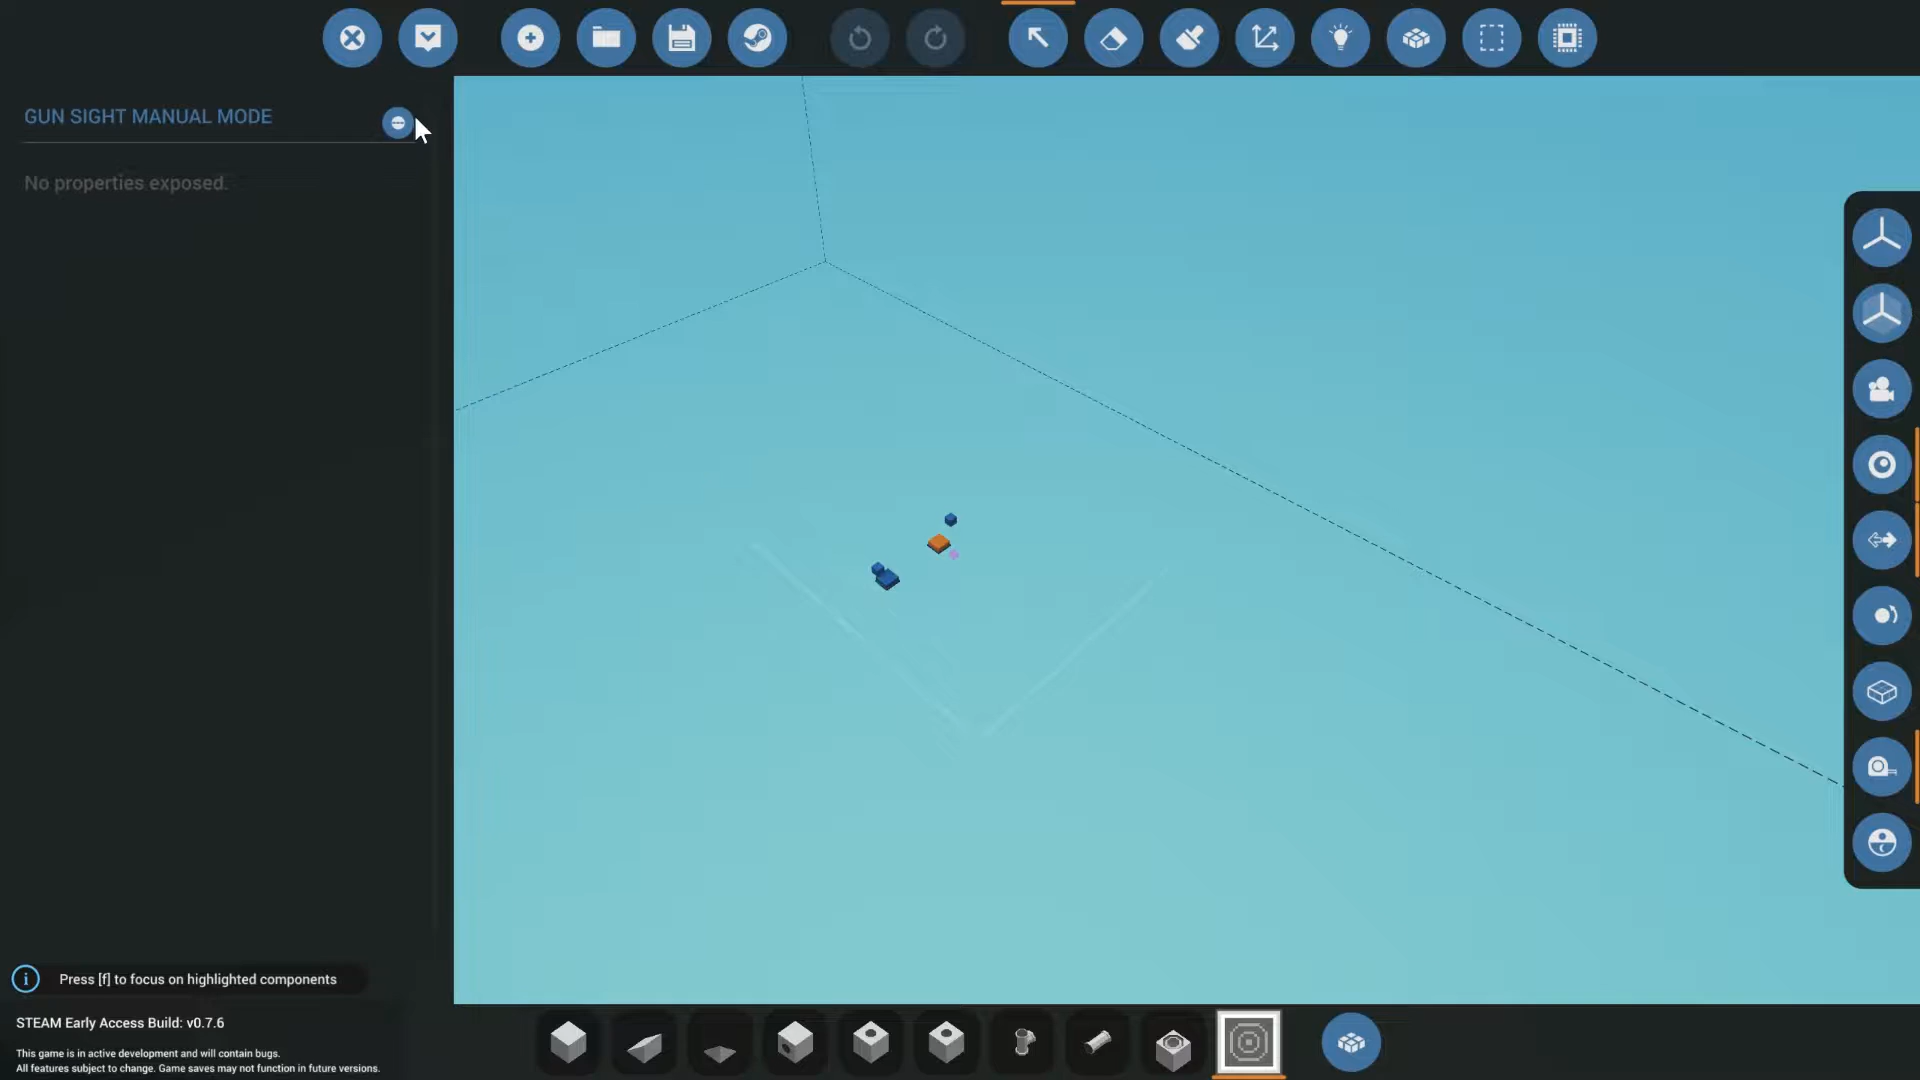 GUN SIGHT MANUAL MODE
No properties exposed.
Press [f] to focus on highlighted components
STEAM Early Access Build: v0.7.6
This game is in active development and will contain bugs.
All features subject to change. Game saves may not function in future versions.